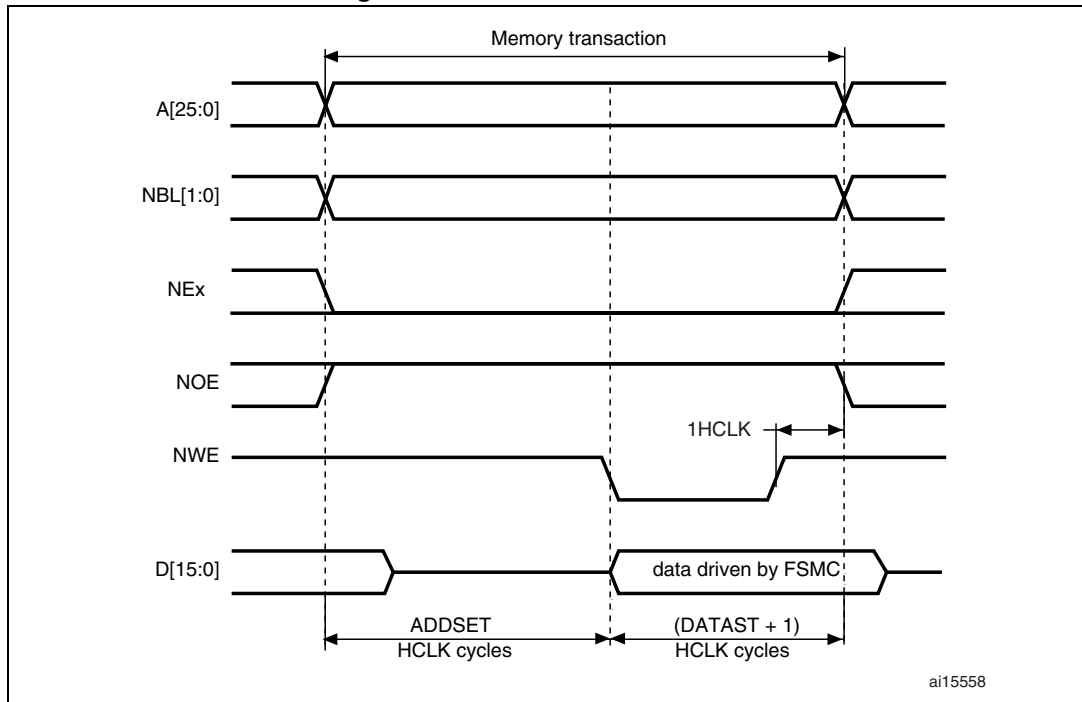 Memory transaction
A[25:0]
NBL[1:0]
NEx
NOE
1HCLK
NWE
D[15:0]
data driven by FSMC
ADDSET
HCLK cycles
(DATAST + 1)
HCLK cycles
ai15558